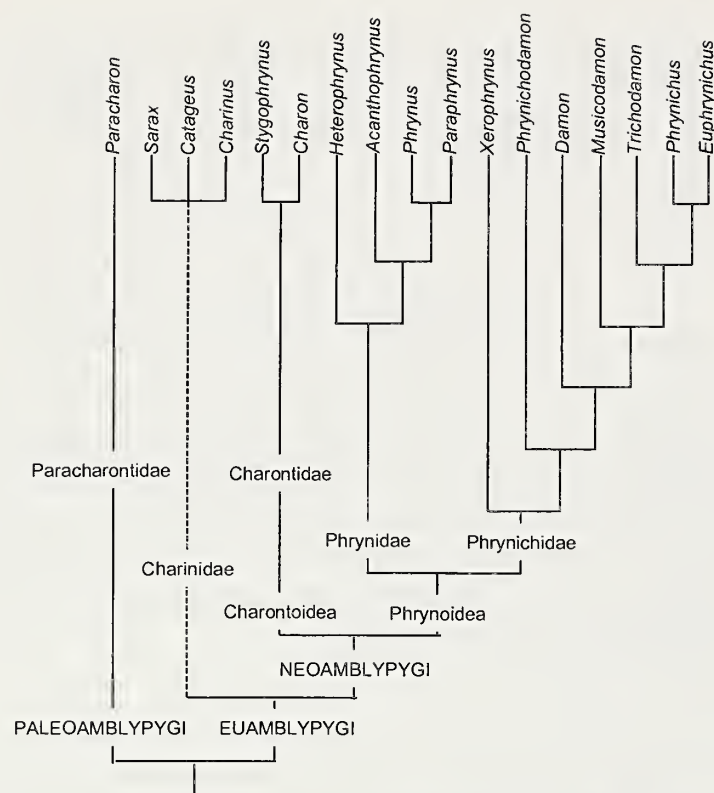 Paracharon
Sarax
Catageus
Charinus
Stygophrynus
Charon
Heterophrynus
Acanthophrynus
Phrynus
Paraphrynus
Xerophrynus
Phrynichodamon
Damon
Musicodamon
Trichodamon
Phrynichus
Euphrynichus
Paracharontidae
Charontidae
Phrynidae
Phrynichidae
Charinidae
Charontoidea
Phrynoidea
NEOAMBLYPYGI
PALEOAMBLYPYGI
EUAMBLYPYGI